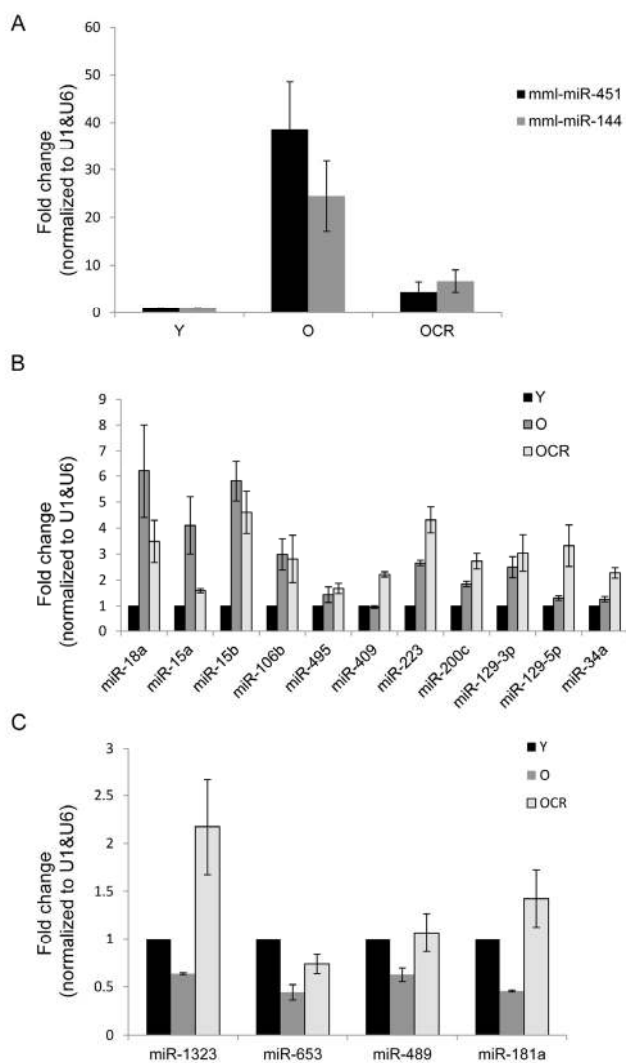 A
Fold change
(normalized to U1&U6)
60
50
40
30
20
10
0
mml-miR-451
mml-miR-144
Y
O
OCR
B
Fold change
(normalized to U1&U6)
9
8
7
6
5
4
3
2
1
0
Y
O
OCR
miR-18a
miR-15a
miR-15b
miR-106b
miR-495
miR-409
miR-223
miR-200c
miR-129-3p
miR-129-5p
miR-34a
C
Fold change
(normalized to U1&U6)
3
2.5
2
1.5
1
0.5
0
Y
O
OCR
miR-1323
miR-653
miR-489
miR-181a